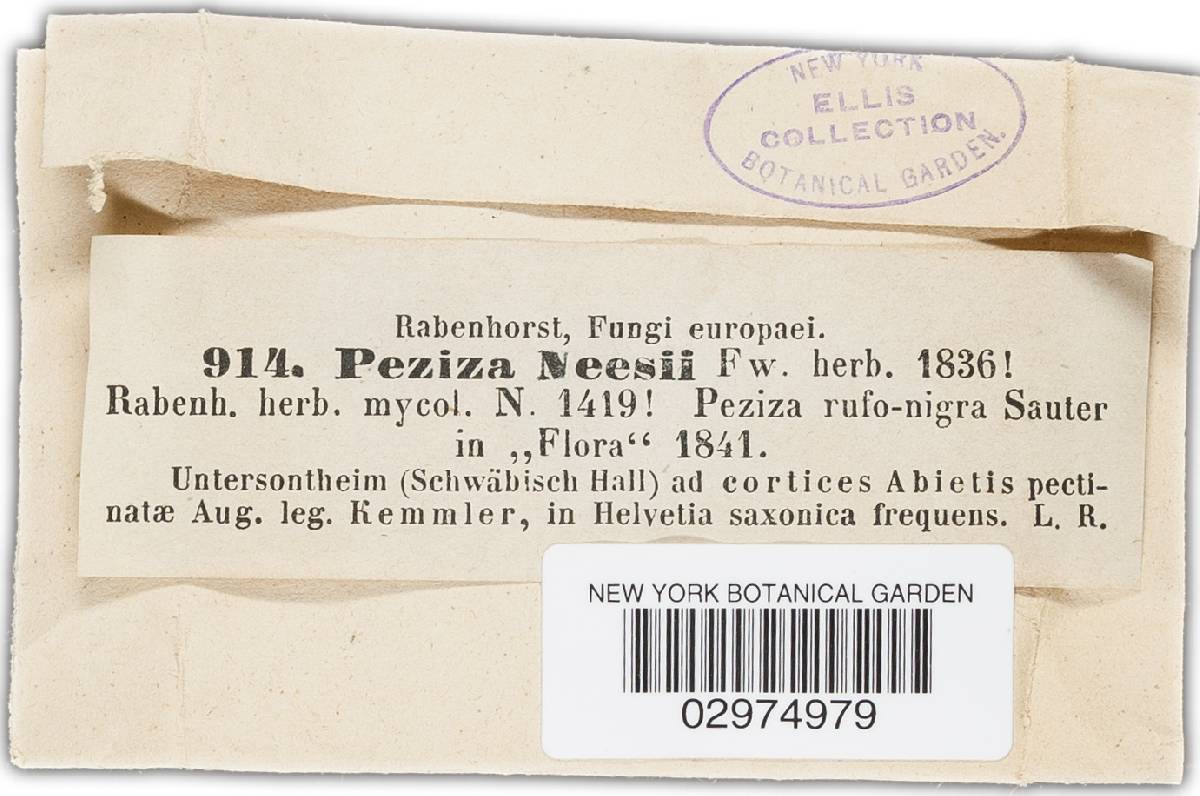 NEW YORK
ELLIS
COLLECTION
BOTANICAL GARDEN.
Rabenhorst, Fungi europaei.
914. Peziza Neesii Fw. herb. 1836!
Rabenh. herb. mycol. N. 1419! Peziza rufo-nigra Sauter
in „Flora“ 1841.
Untersontheim (Schwäbisch Hall) ad cortices Abietis pecti-
natæ Aug. leg. Kemmler, in Helvetia saxonica frequens. L. R.
NEW YORK BOTANICAL GARDEN
02974979